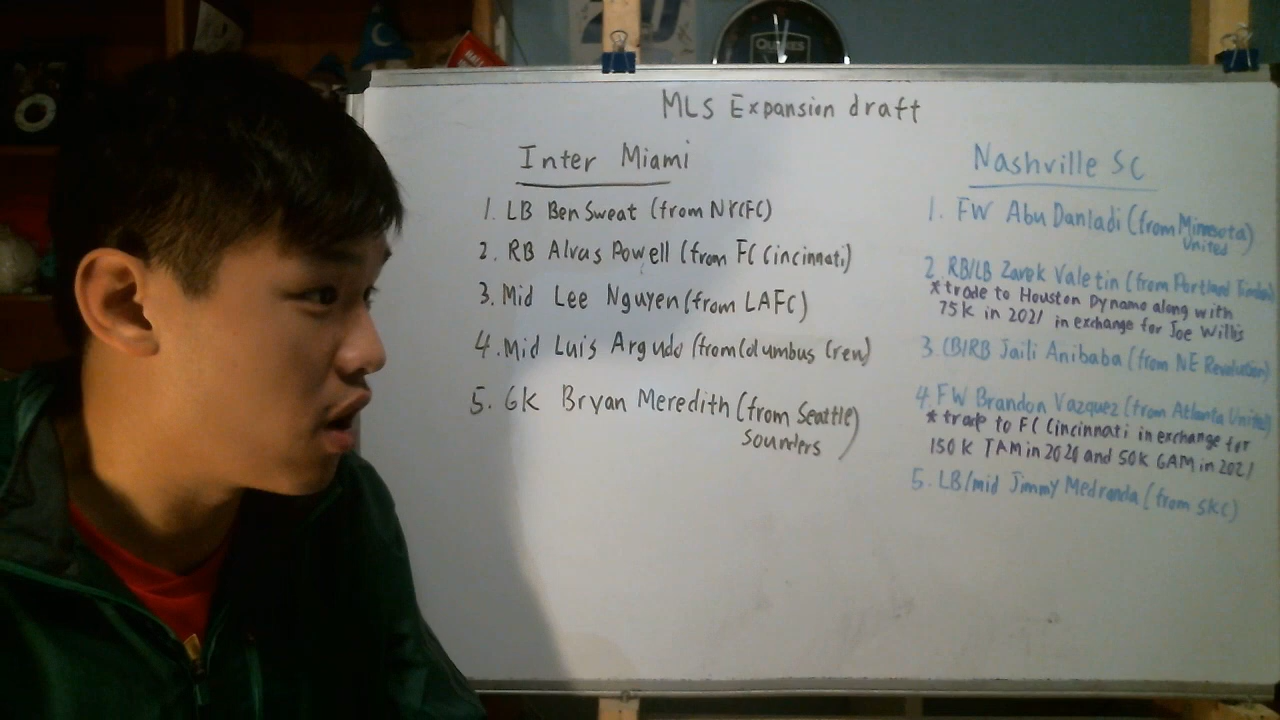 MLS Expansion draft
Inter Miami
1. LB Ben Sweat (from NYCFC)
2. RB Alvas Powell (from FC Cincinnati)
3. Mid Lee Nguyen (from LAFC)
4. Mid Luis Argudo (from Columbus Crew)
5. GK Bryan Meredith (from Seattle)
Sounders
Nashville SC
1. FW Abu Danladi (from Minnesota)
United
2. RB/LB Zarek Valetin (from Portland Timbers)
* trade to Houston Dynamo along with
75K in 2021 in exchange for Joe Willis
3. CB/RB Jaili Anibaba (from NE Revolution)
4. FW Brandon Vazquez (from Atlanta United)
* trade to FC Cincinnati in exchange for
150K TAM in 2020 and 50K GAM in 2021
5. LB/mid Jimmy Medranda (from SKC)